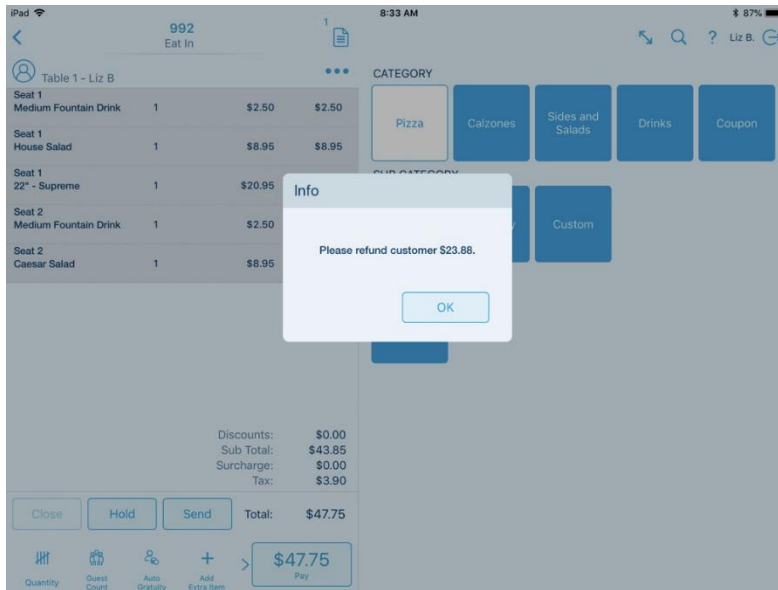 iPad 8:33 AM 87%
992
Eat In
1
? Liz B.
Table 1 - Liz B
CATEGORY
Seat 1
Medium Fountain Drink 1 $2.50 $2.50
Seat 1
House Salad 1 $8.95 $8.95
Seat 1
22" - Supreme 1 $20.95
Seat 2
Medium Fountain Drink 1 $2.50
Seat 2
Caesar Salad 1 $8.95
Pizza
Calzones
Sides and
Salads
Drinks
Coupon
SUB CATEGORY
Custom
Info
Please refund customer $23.88.
OK
Discounts: $0.00
Sub Total: $43.85
Surcharge: $0.00
Tax: $3.90
Close Hold Send Total: $47.75
Quantity
Guest
Count
Auto
Gratuity
Add
Extra Item
$47.75
Pay